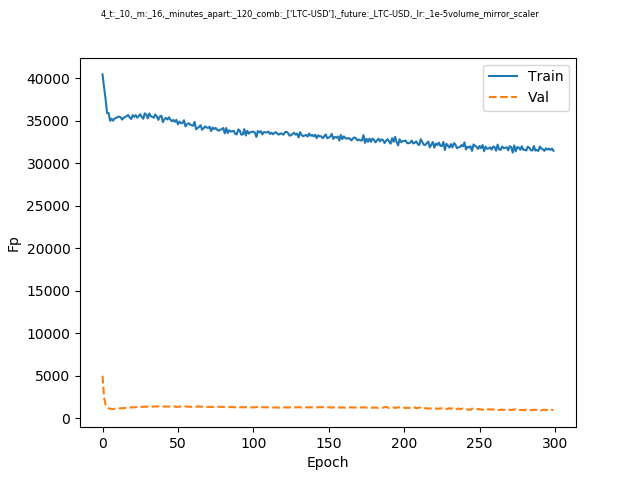 4_t:_10,_m:_16,_minutes_apart:_120_comb:_['LTC-USD'],_future:_LTC-USD,_lr:_1e-5volume_mirror_scaler
Train
Val
40000
35000
30000
25000
20000
15000
10000
5000
0
Fp
0 50 100 150 200 250 300
Epoch